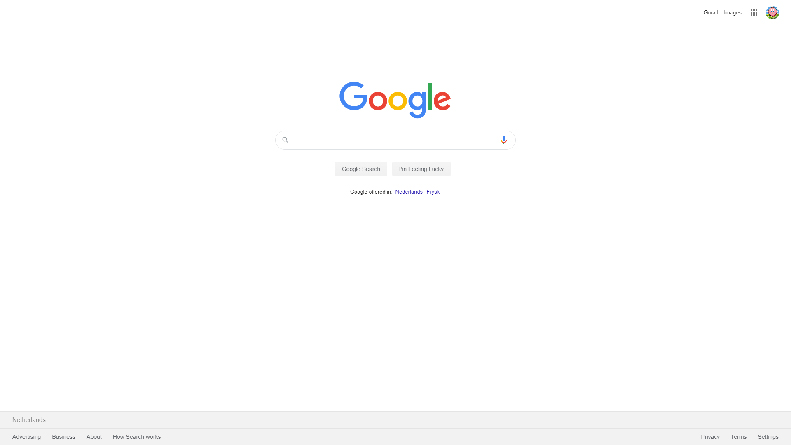 Gmail Images
Google
Google Search I'm Feeling Lucky
Google offered in: Nederlands Frysk
Netherlands
Advertising Business About How Search works Privacy Terms Settings